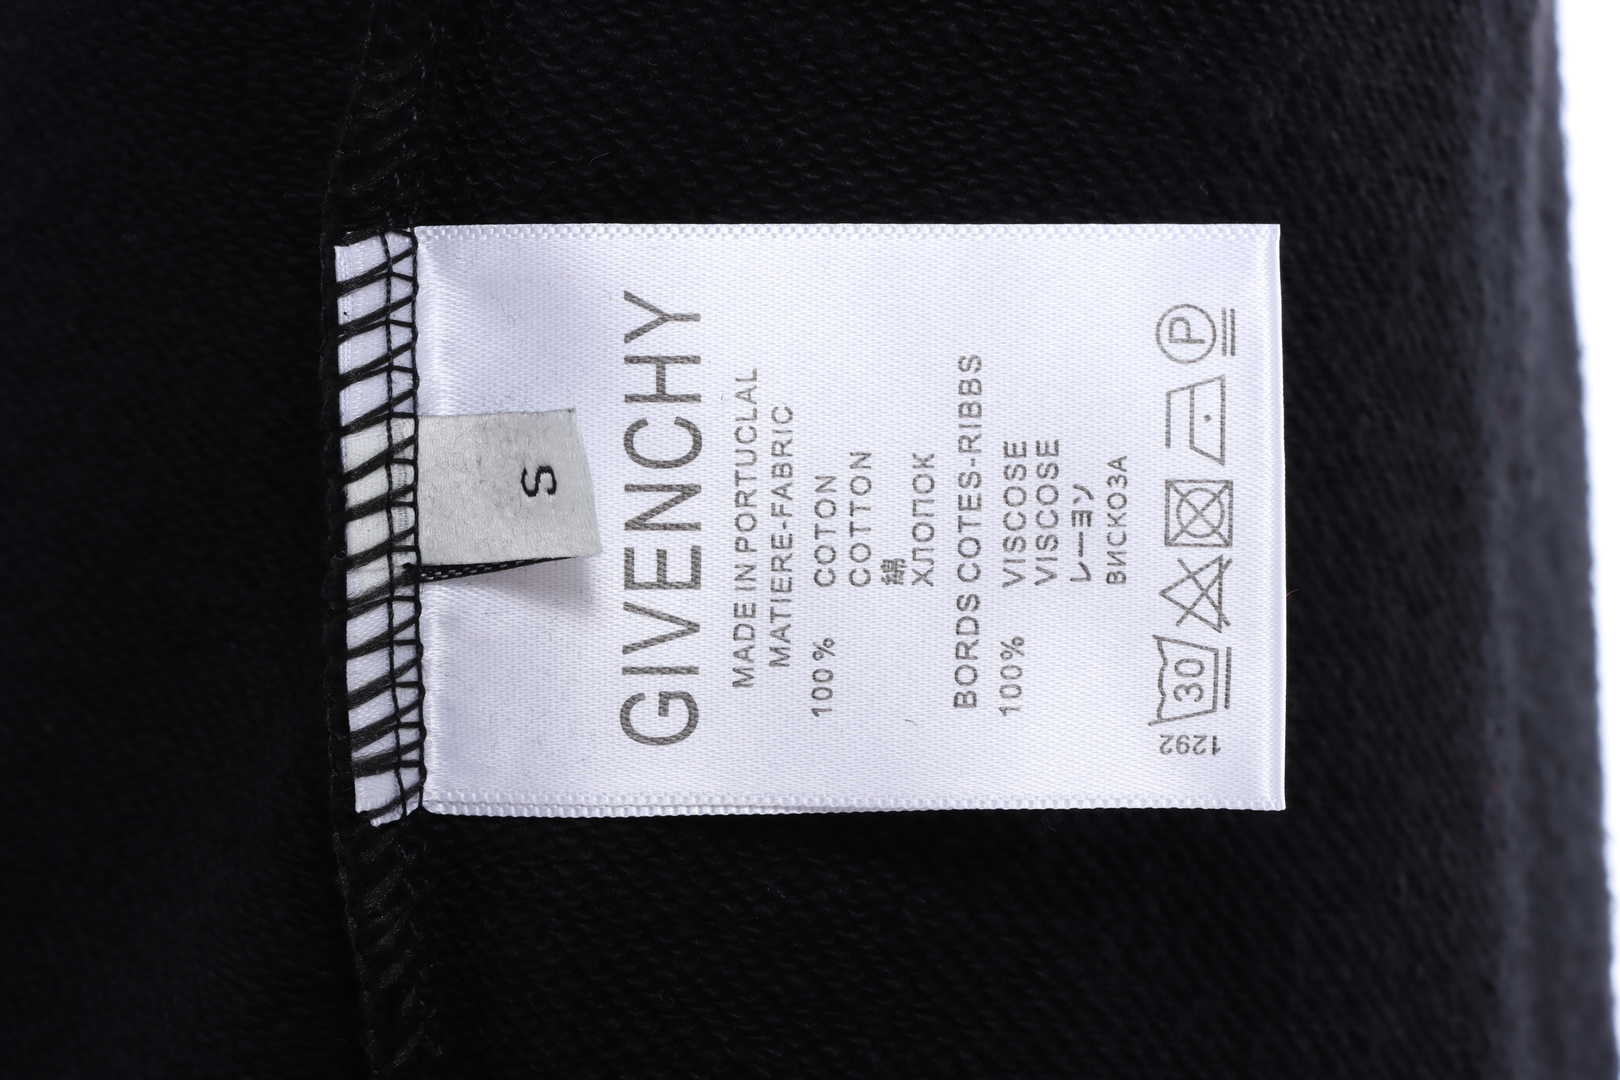 S
GIVENCHY
MADE IN PORTUCLAL
MATIERE-FABRIC
100% COTON
COTTON
綿
ХЛОПОК
BORDS COTES-RIBBS
100% VISCOSE
VISCOSE
レーヨン
ВИСКОЗА
30 P
1292